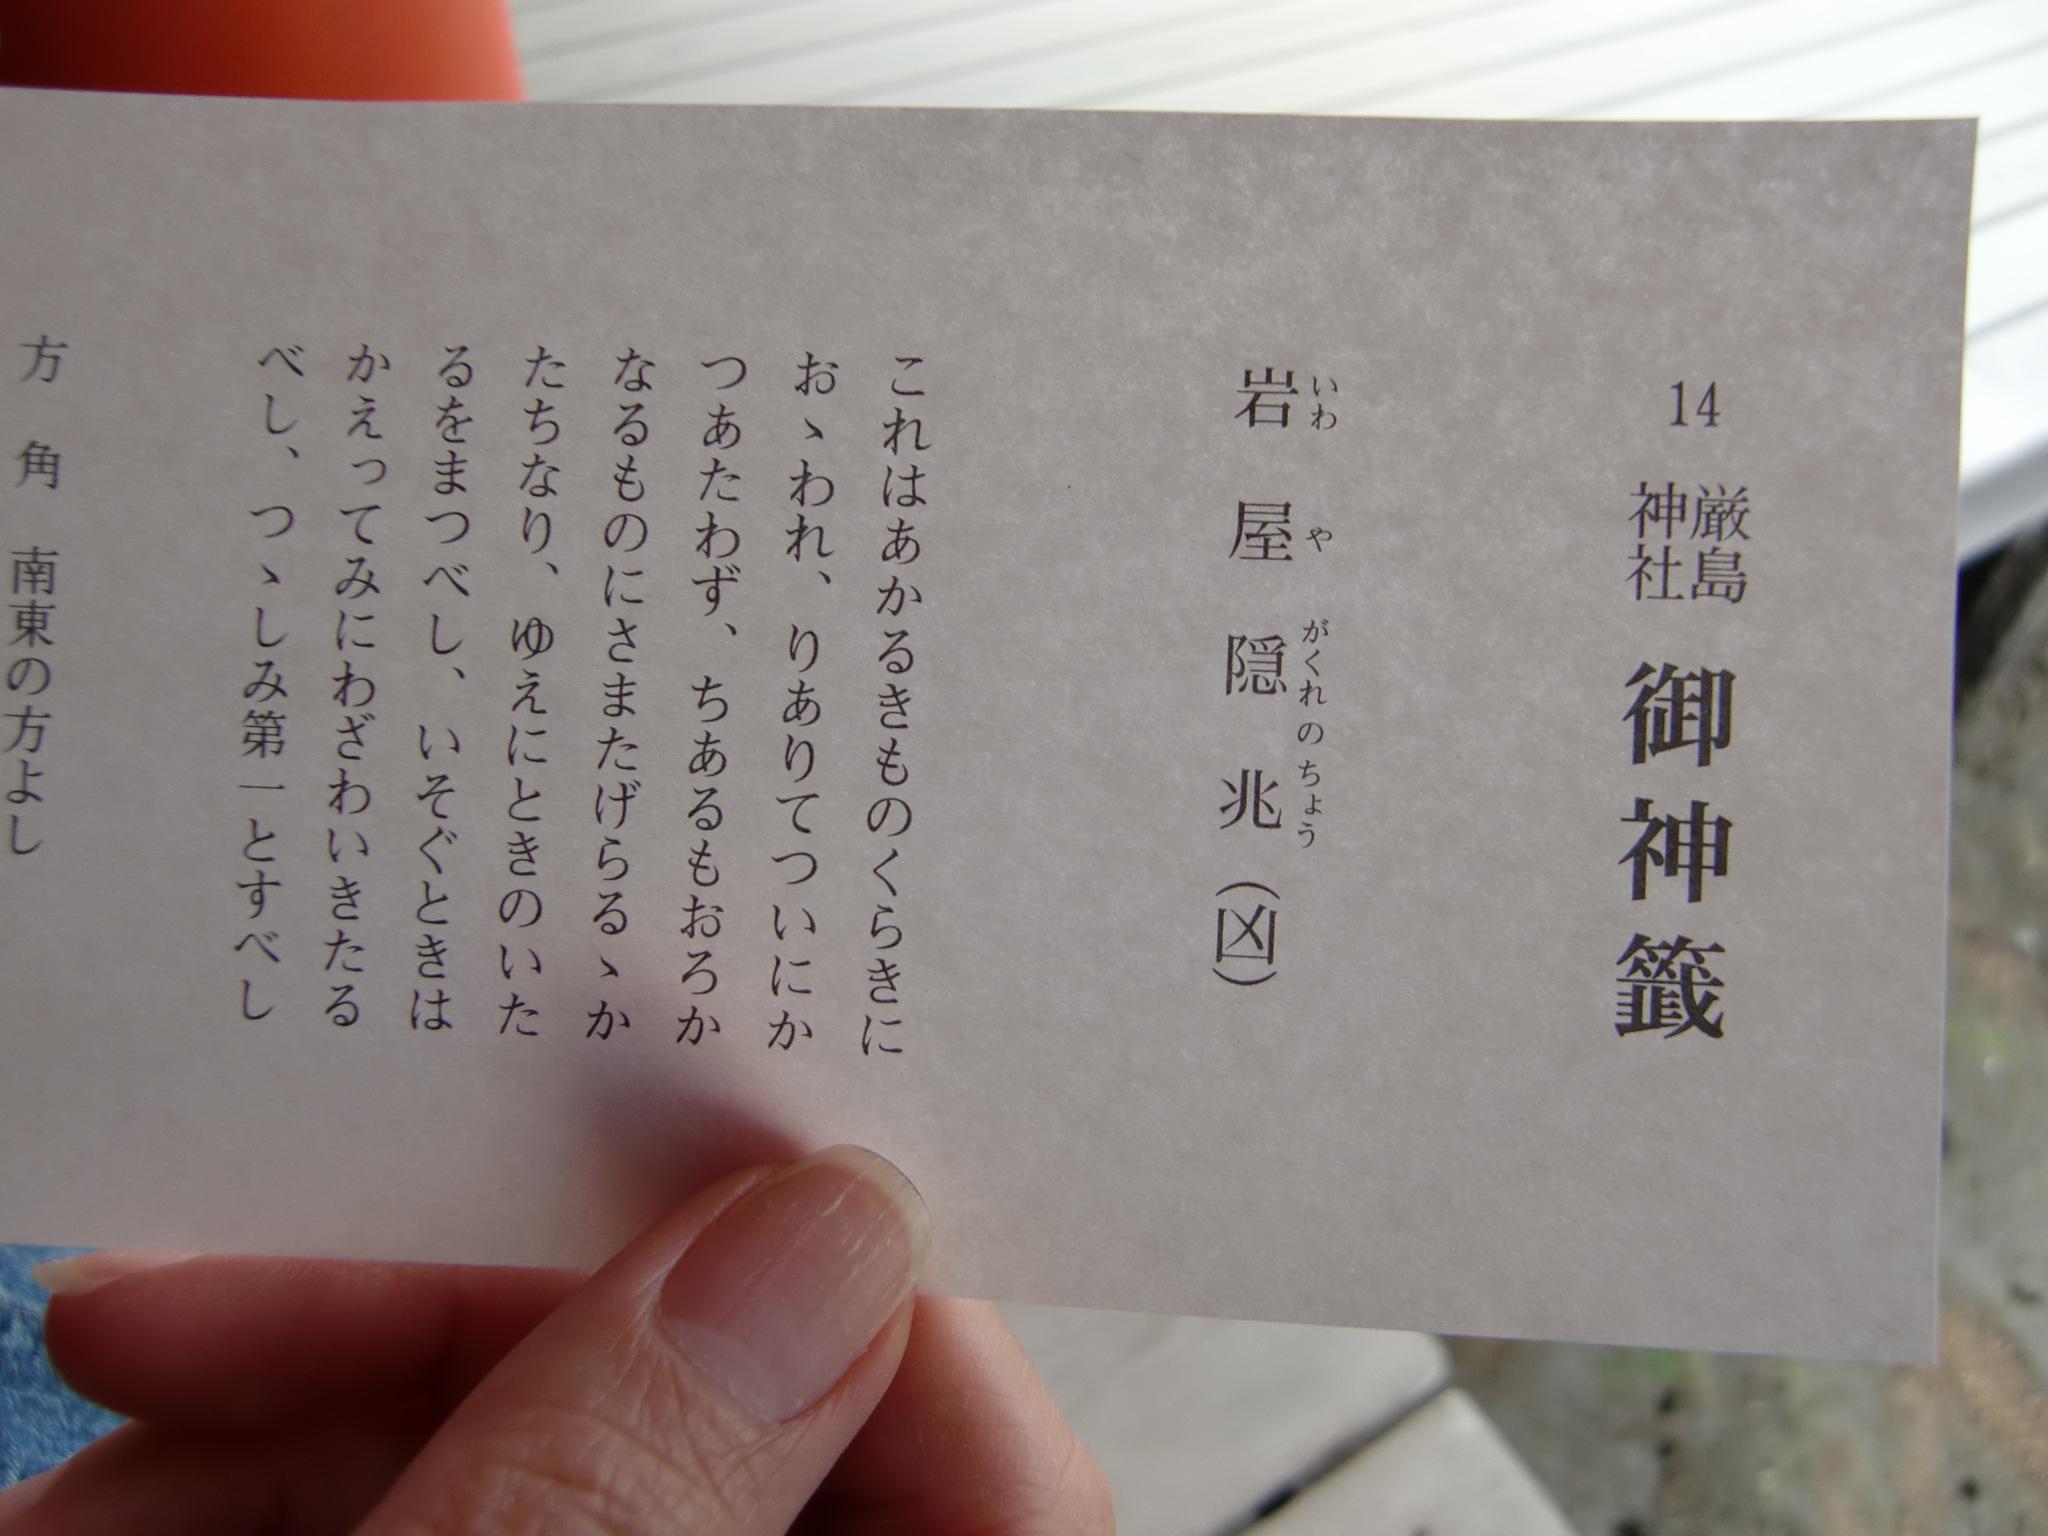 14 厳島神社 御神籤
岩屋隠兆（凶）
いわ や がくれのちょう
これはあかるきものくらきに
おゝわれ、りありてついにか
つあたわず、ちあるもおろか
なるものにさまたげらるゝか
たちなり、ゆえにときのいた
るをまつべし、いそぐときは
かえってみにわざわいきたる
べし、つゝしみ第一とすべし
方 角 南東の方よし